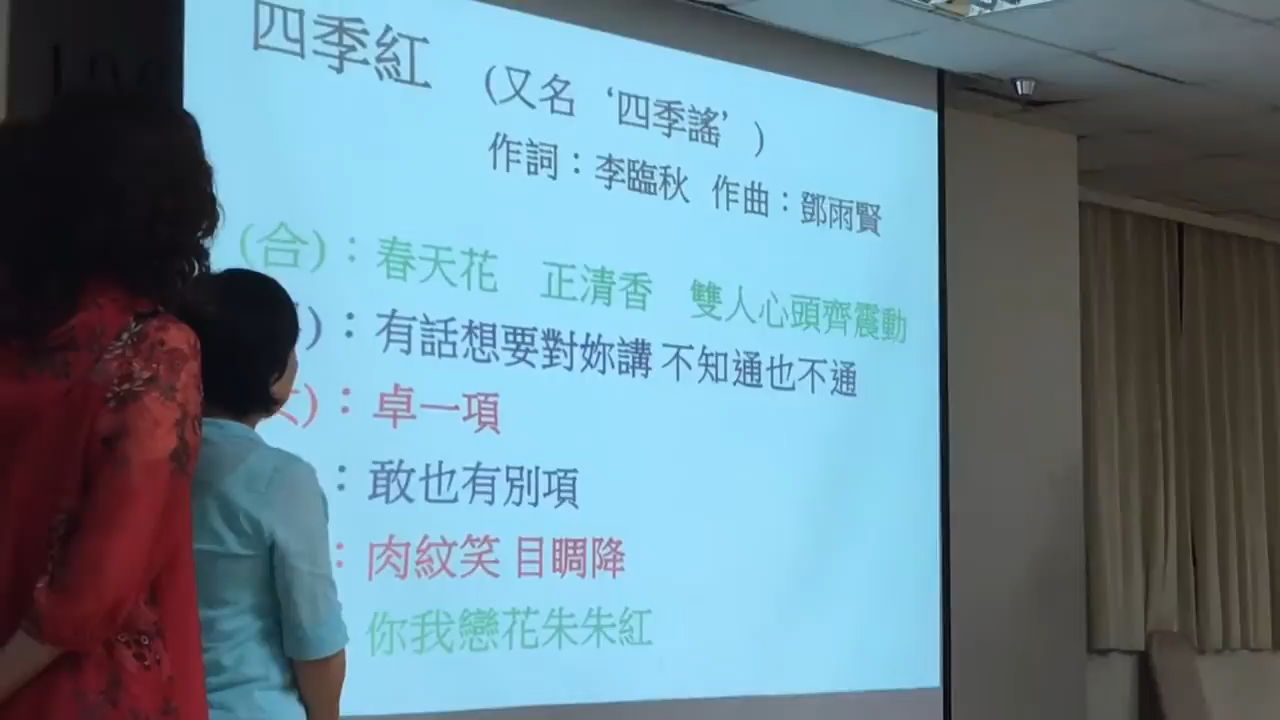 四季紅
(又名‘四季謠’)
作詞：李臨秋 作曲：鄧雨賢
(合)：春天花 正清香 雙人心頭齊震動
)：有話想要對妳講 不知通也不通
)：卓一項
：敢也有別項
：肉紋笑 目睭降
你我戀花朱朱紅